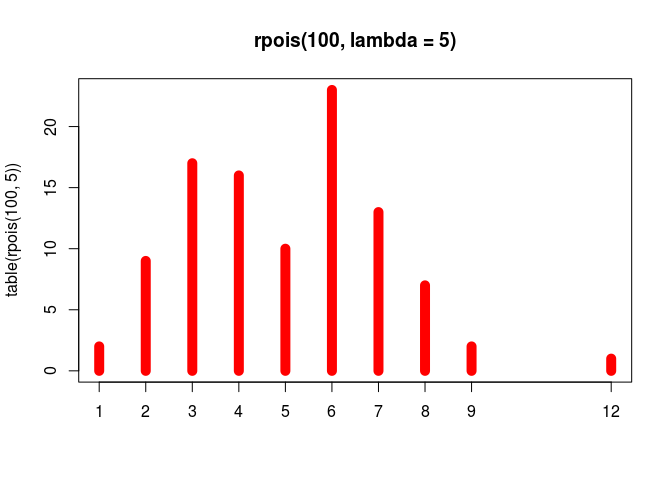 rpois(100, lambda = 5)
table(rpois(100, 5))
20
15
10
5
0
1 2 3 4 5 6 7 8 9 12